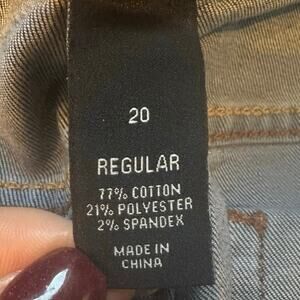 20
REGULAR
77% COTTON
21% POLYESTER
2% SPANDEX
MADE IN
CHINA